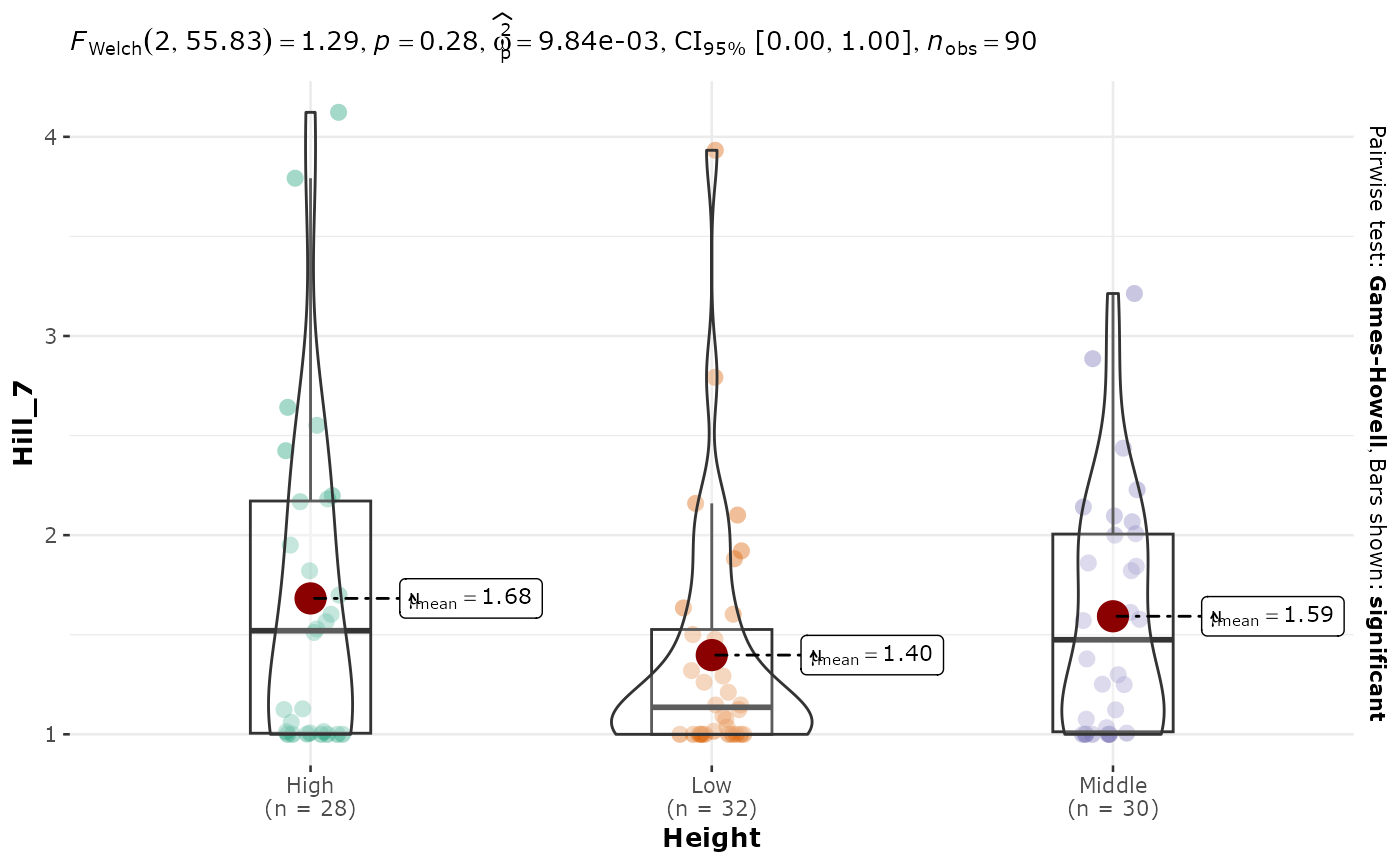 F_Welch(2, 55.83) = 1.29, p = 0.28, ω̂²_p = 9.84e-03, CI_95% [0.00, 1.00], n_obs = 90
Hill_7
4
3
2
1
μ̂_mean = 1.68
μ̂_mean = 1.40
μ̂_mean = 1.59
High
(n = 28)
Low
(n = 32)
Middle
(n = 30)
Height
Pairwise test: Games-Howell, Bars shown: significant